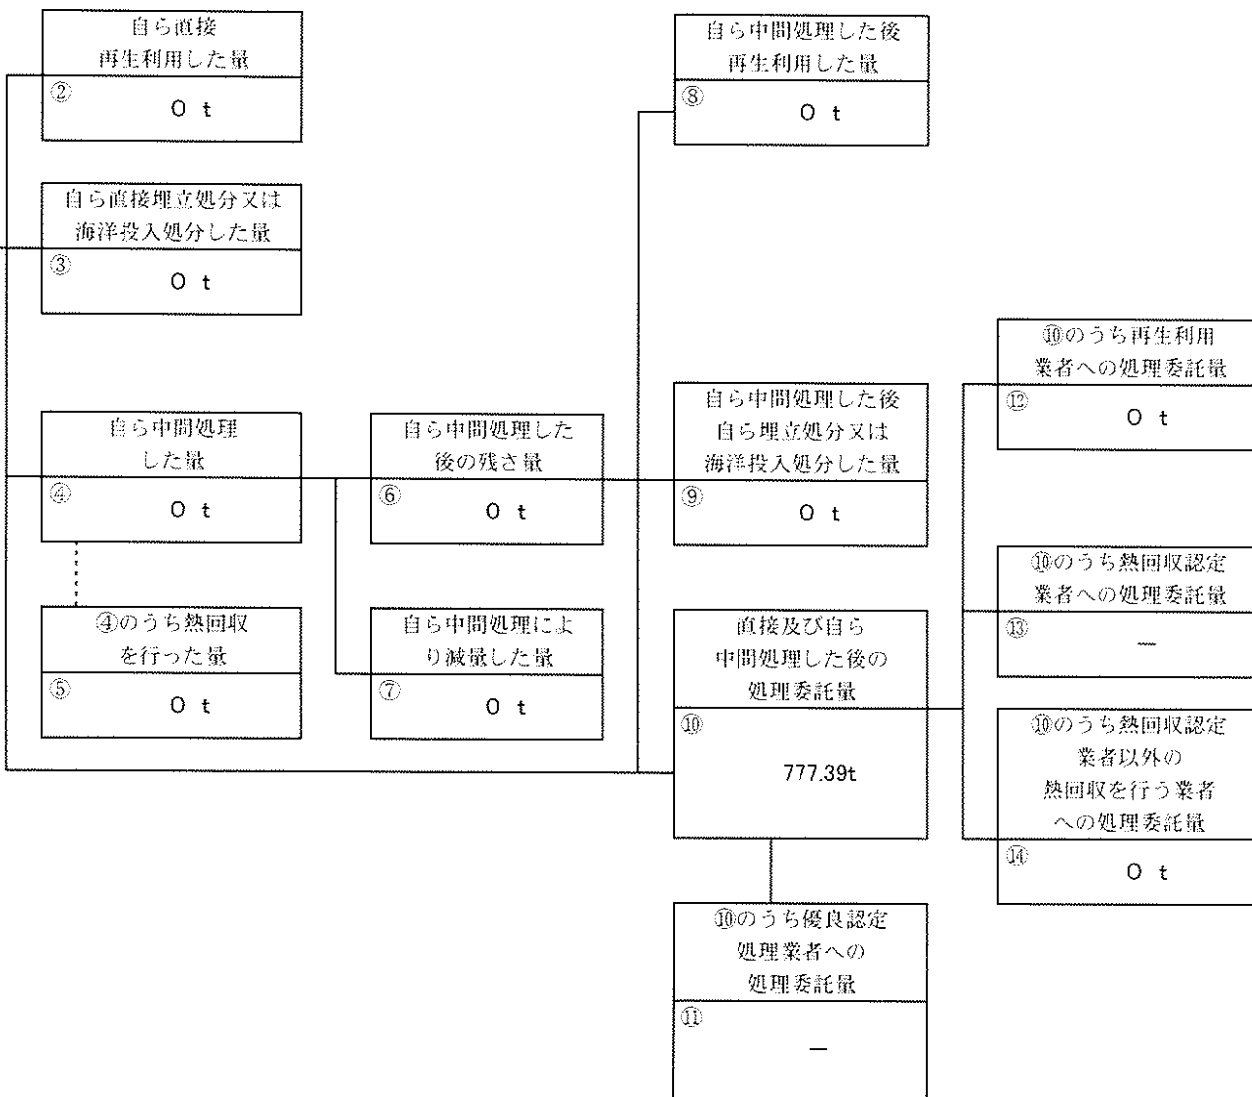 自ら直接
再生利用した量
②
0 t
自ら直接埋立処分又は
海洋投入処分した量
③
0 t
自ら中間処理
した量
④
0 t
④のうち熱回収
を行った量
⑤
0 t
自ら中間処理した
後の残さ量
⑥
0 t
自ら中間処理によ
り減量した量
⑦
0 t
自ら中間処理した後
再生利用した量
⑧
0 t
自ら中間処理した後
自ら埋立処分又は
海洋投入処分した量
⑨
0 t
直接及び自ら
中間処理した後の
処理委託量
⑩
777.39t
⑩のうち優良認定
処理業者への
処理委託量
⑪
－
⑩のうち再生利用
業者への処理委託量
⑫
0 t
⑩のうち熱回収認定
業者への処理委託量
⑬
－
⑩のうち熱回収認定
業者以外の
熱回収を行う業者
への処理委託量
⑭
0 t